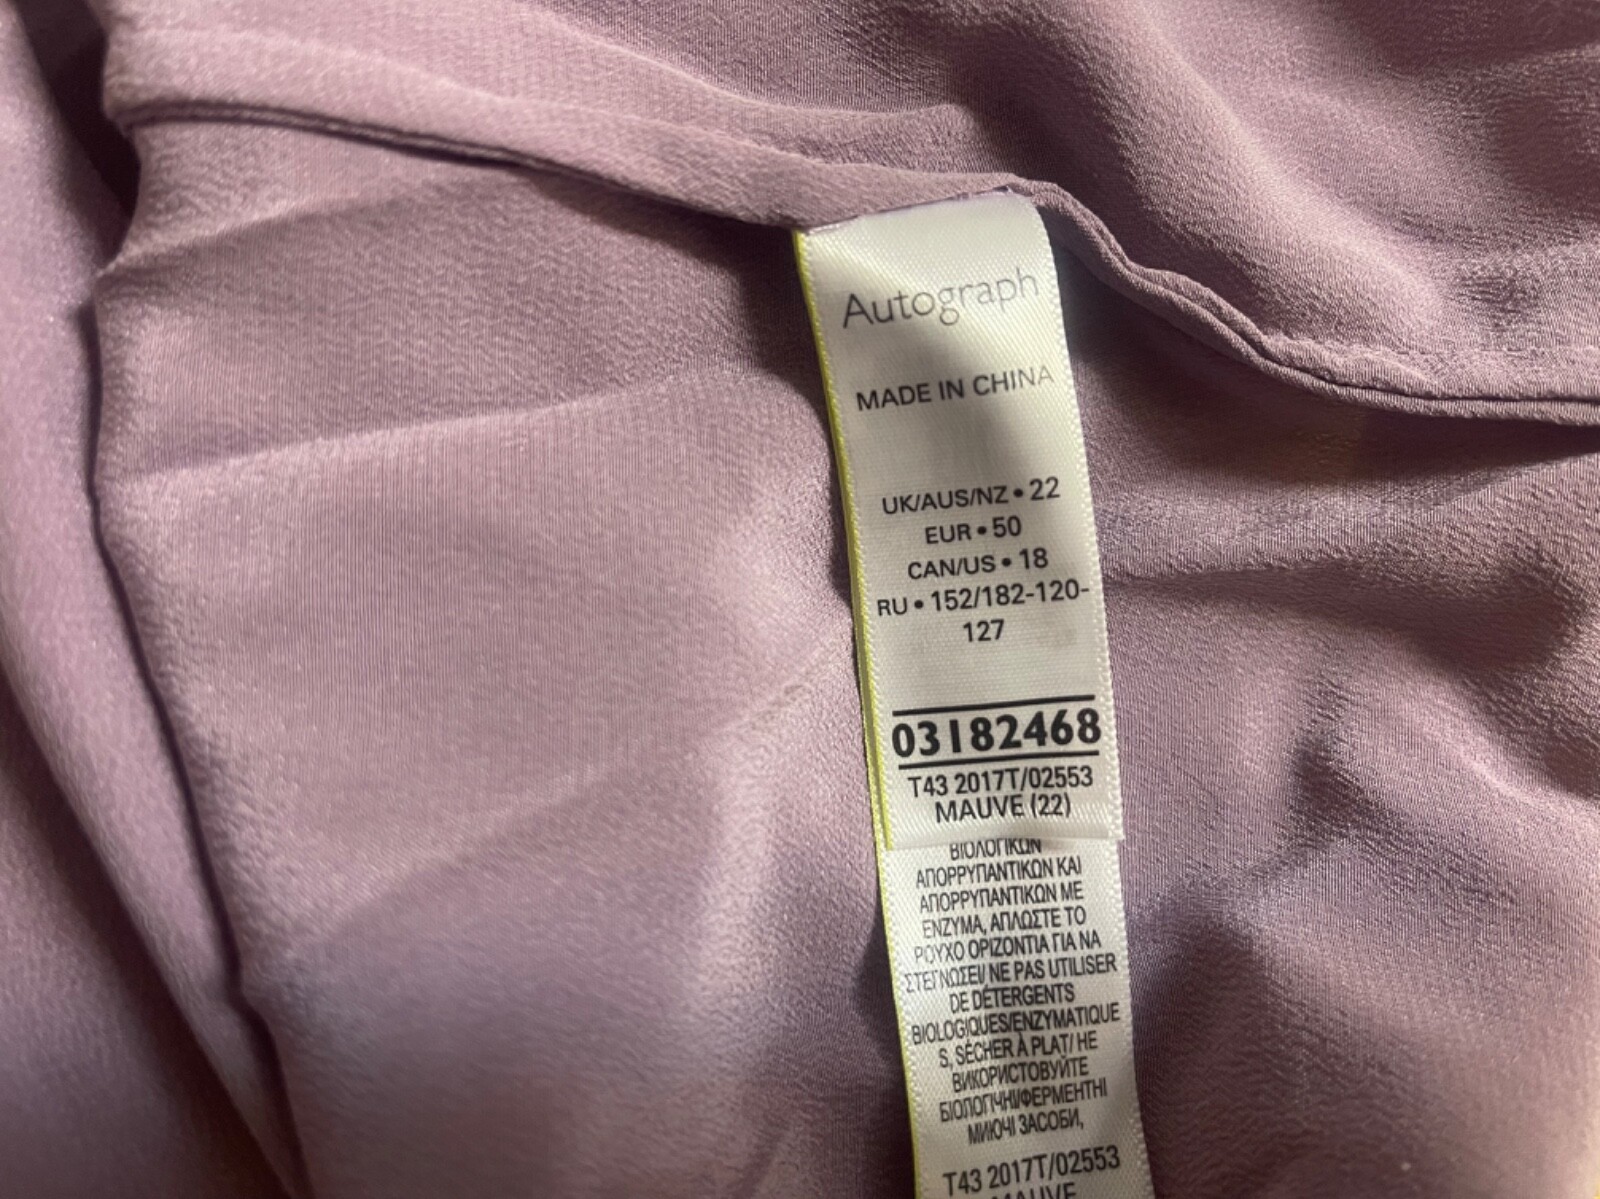 Autograph
MADE IN CHINA
UK/AUS/NZ • 22
EUR • 50
CAN/US • 18
RU • 152/182-120-
127
03182468
T43 2017T/02553
MAUVE (22)
ΒΙΟΛΟΓΙΚΩΝ
ΑΠΟΡΡΥΠΑΝΤΙΚΩΝ ΚΑΙ
ΑΠΟΡΡΥΠΑΝΤΙΚΩΝ ΜΕ
ΕΝΖΥΜΑ, ΑΠΛΩΣΤΕ ΤΟ
ΡΟΥΧΟ ΟΡΙΖΟΝΤΙΑ ΓΙΑ ΝΑ
ΣΤΕΓΝΩΣΕΙ/ NE PAS UTILISER
DE DÉTERGENTS
BIOLOGIQUES/ENZYMATIQUE
S, SÉCHER À PLAT/ НЕ
ВИКОРИСТОВУЙТЕ
БІОЛОГІЧНІ/ФЕРМЕНТНІ
МИЮЧІ ЗАСОБИ,
T43 2017T/02553
MAUVE